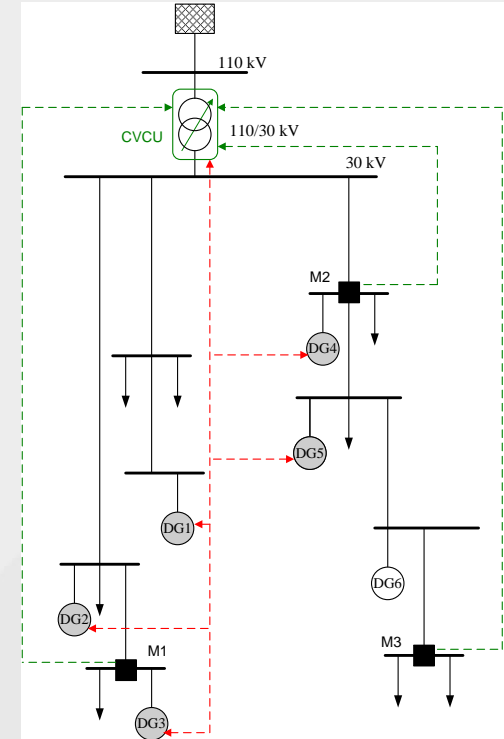 110 kV
CVCU
110/30 kV
30 kV
M2
DG4
DG5
DG1
DG6
DG2
M1
M3
DG3